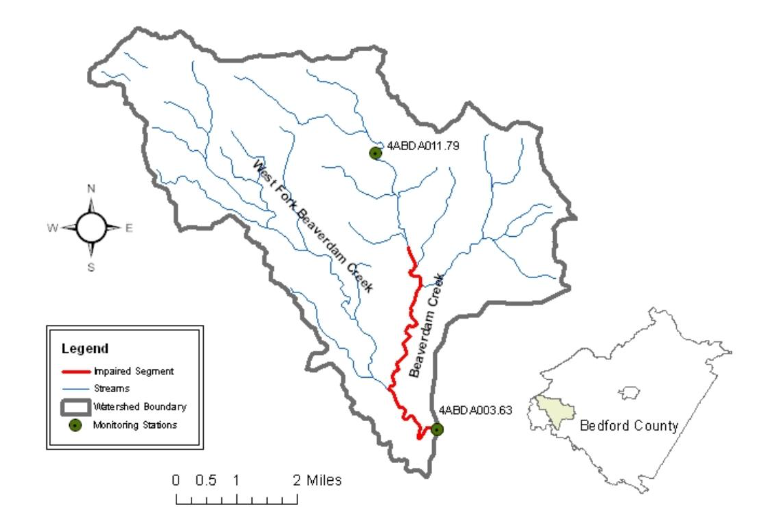 4ABDA011.79
West Fork Beaverdam Creek
N
W
E
S
Beaverdam Creek
Legend
Impaired Segment
Streams
Watershed Boundary
Monitoring Stations
4ABDA003.63
Bedford County
0 0.5 1 2 Miles